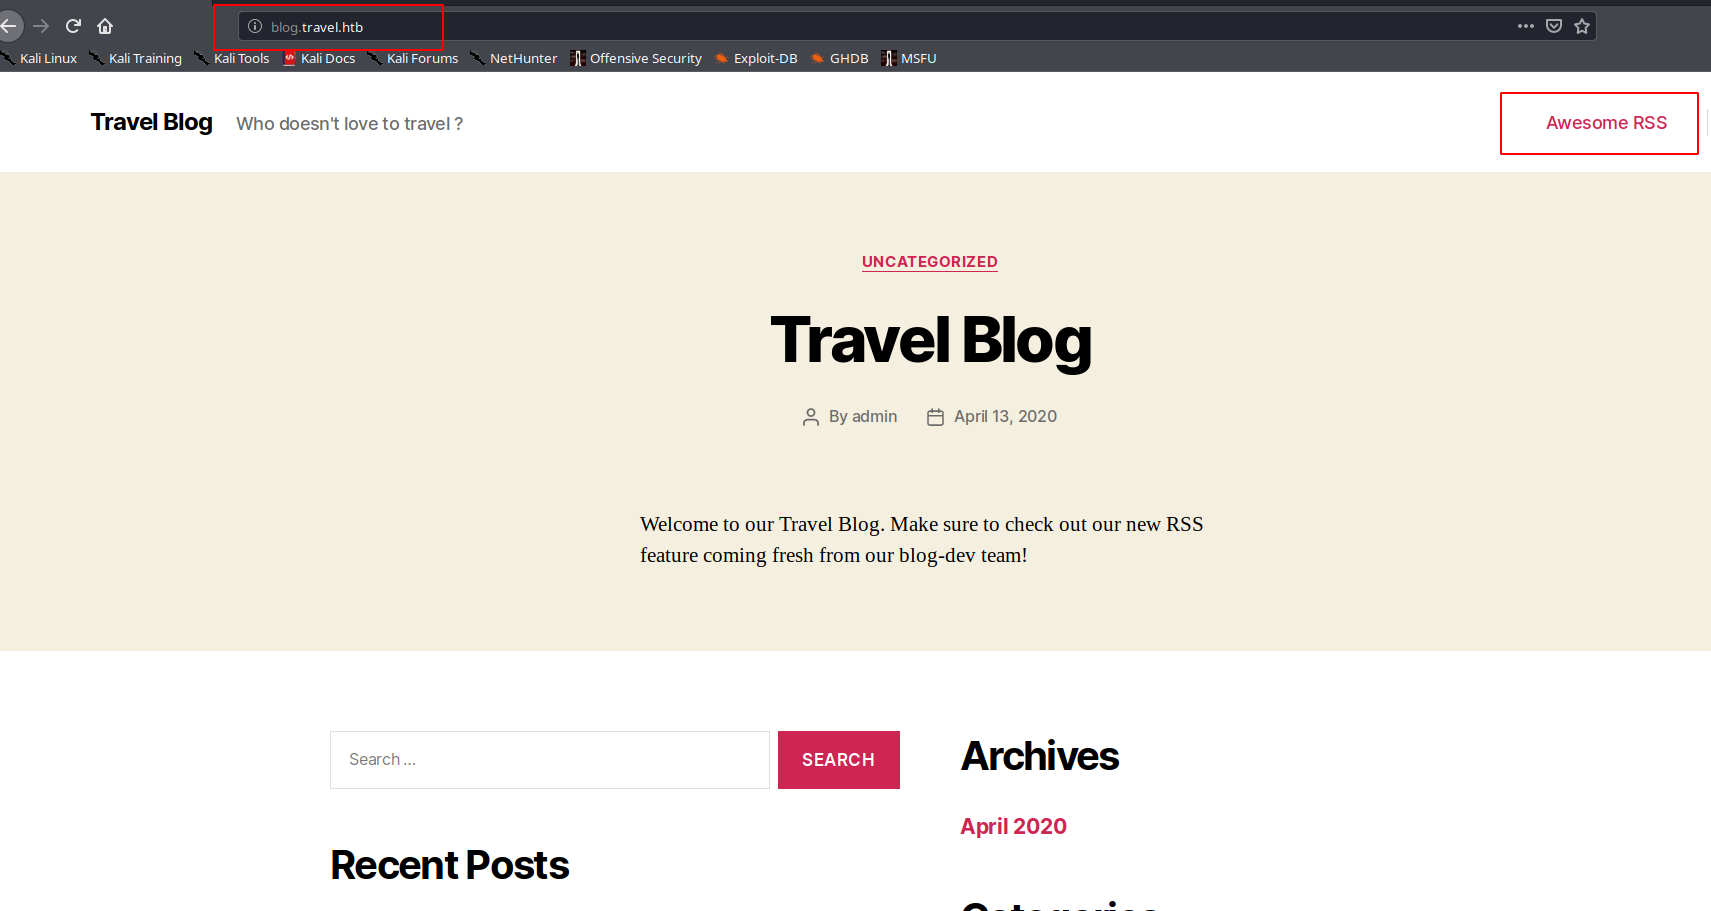 blog.travel.htb
Kali Linux Kali Training Kali Tools Kali Docs Kali Forums NetHunter Offensive Security Exploit-DB GHDB MSFU
Travel Blog Who doesn't love to travel ? Awesome RSS
UNCATEGORIZED
Travel Blog
By admin April 13, 2020
Welcome to our Travel Blog. Make sure to check out our new RSS
feature coming fresh from our blog-dev team!
Search ... SEARCH
Archives
April 2020
Recent Posts